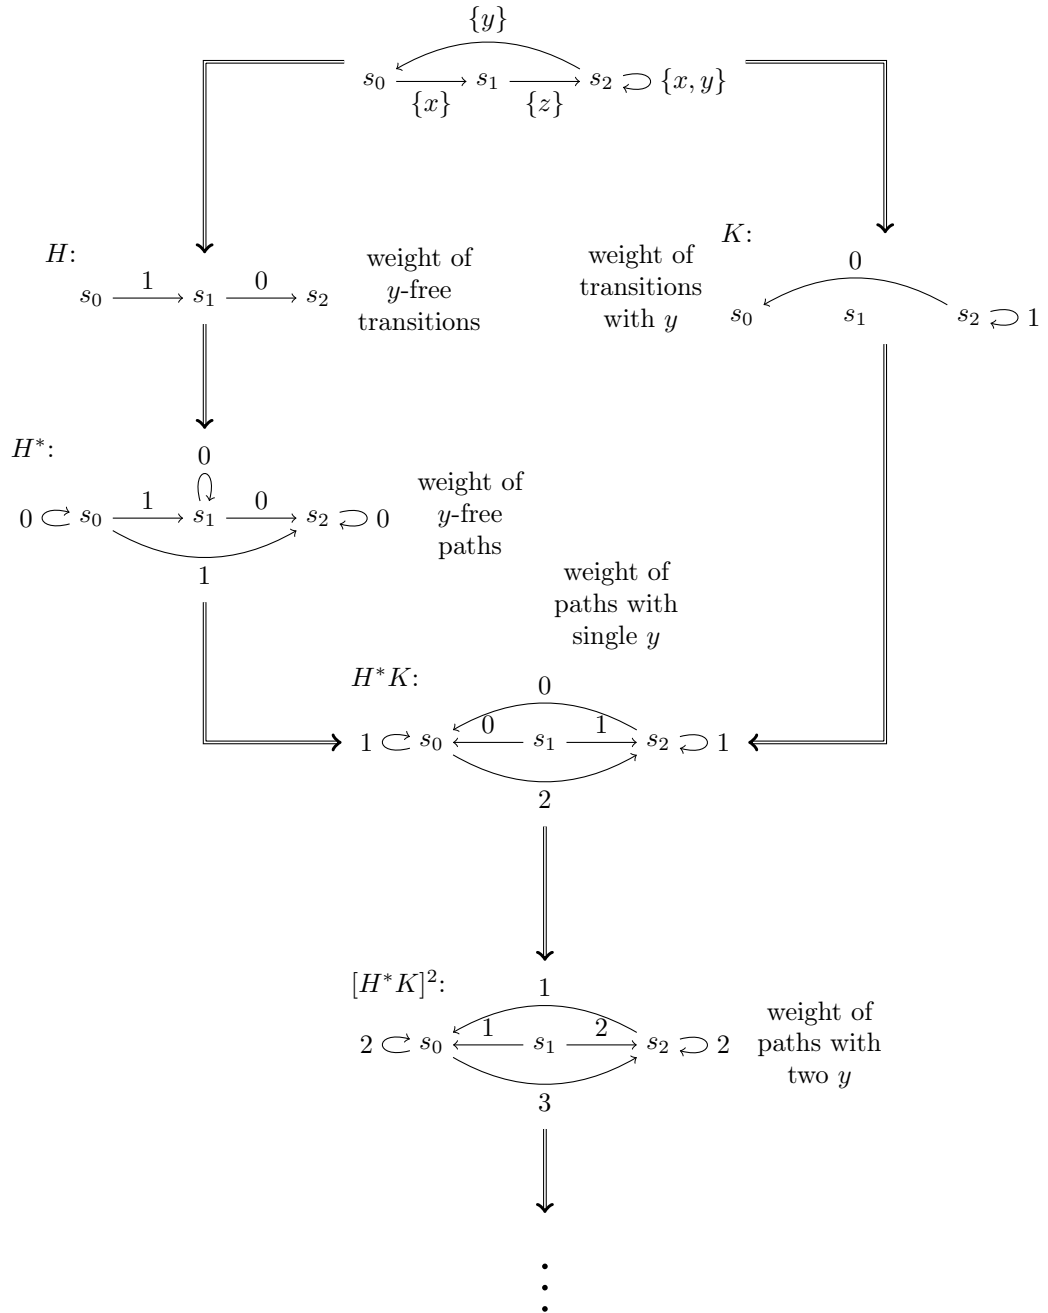 {y}
s₀ s₁ s₂ {x, y}
{x} {z}
H:
1 0
s₀ s₁ s₂
weight of
y-free
transitions
weight of
transitions
with y
K:
0
s₀ s₁ s₂ 1
H*:
0
1 0
0 s₀ s₁ s₂ 0
1
weight of
y-free
paths
weight of
paths with
single y
H*K:
0
0 1
1 s₀ s₁ s₂ 1
2
[H*K]²:
1
1 2
2 s₀ s₁ s₂ 2
3
weight of
paths with
two y
⋮